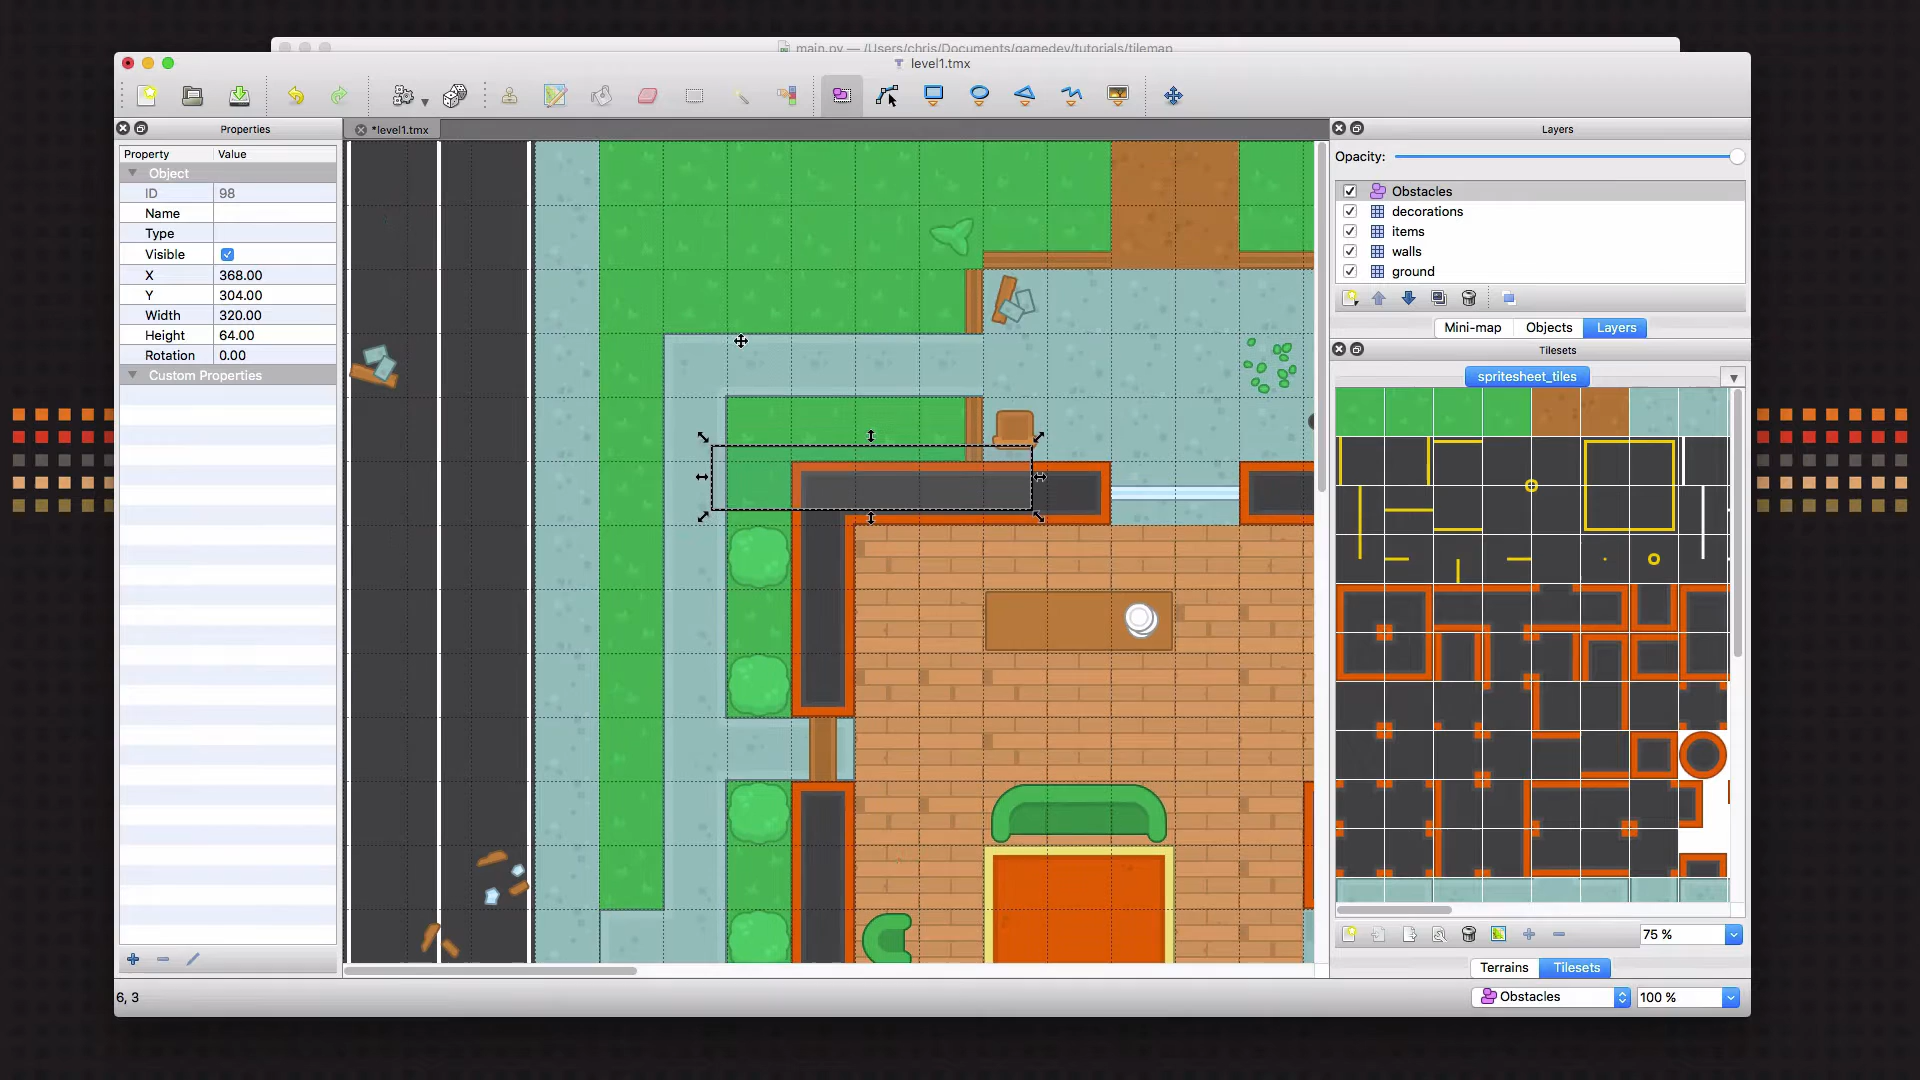 main.py — /Users/chris/Documents/gamedev/tutorials/tilemap
level1.tmx
Properties
*level1.tmx
Layers
Property Value
Opacity:
Object
ID 98
Name
Type
Visible
X 368.00
Y 304.00
Width 320.00
Height 64.00
Rotation 0.00
Custom Properties
Obstacles
decorations
items
walls
ground
Mini-map Objects Layers
Tilesets
spritesheet_tiles
75 %
Terrains Tilesets
6, 3
Obstacles 100 %